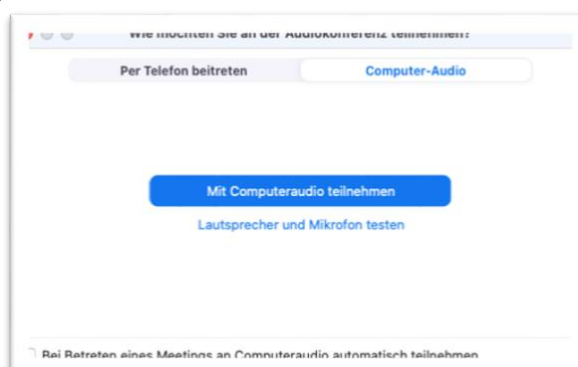 Wie möchten Sie an der Audiokonferenz teilnehmen?
Per Telefon beitreten Computer-Audio
Mit Computeraudio teilnehmen
Lautsprecher und Mikrofon testen
Bei Betreten eines Meetings an Computeraudio automatisch teilnehmen